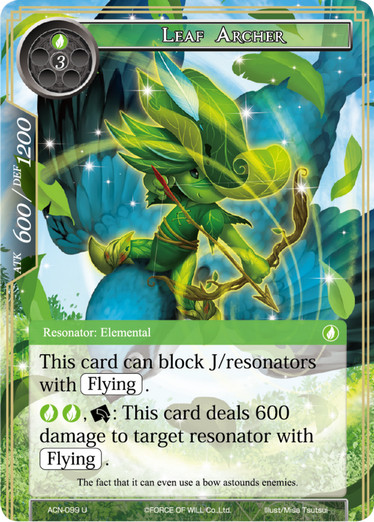 LEAF ARCHER
3
ATK 600 / DEF 1200
Resonator: Elemental
This card can block J/resonators
with Flying.
: This card deals 600
damage to target resonator with
Flying.
The fact that it can even use a bow astounds enemies.
ACN-099 U ©FORCE OF WILL Co.,Ltd. Illust/Miss Tsutsui